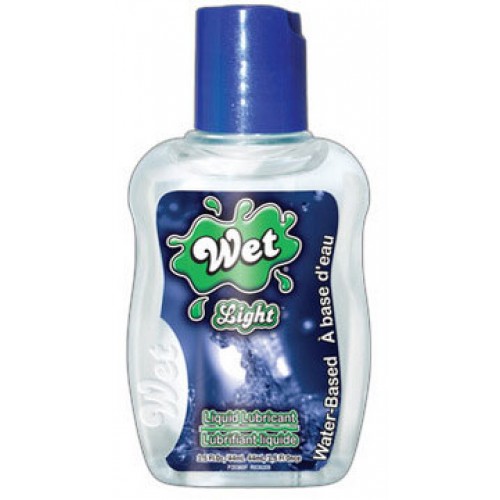 Wet®
Light
Liquid Lubricant
Lubrifiant liquide
Wet
Water-Based À base d'eau